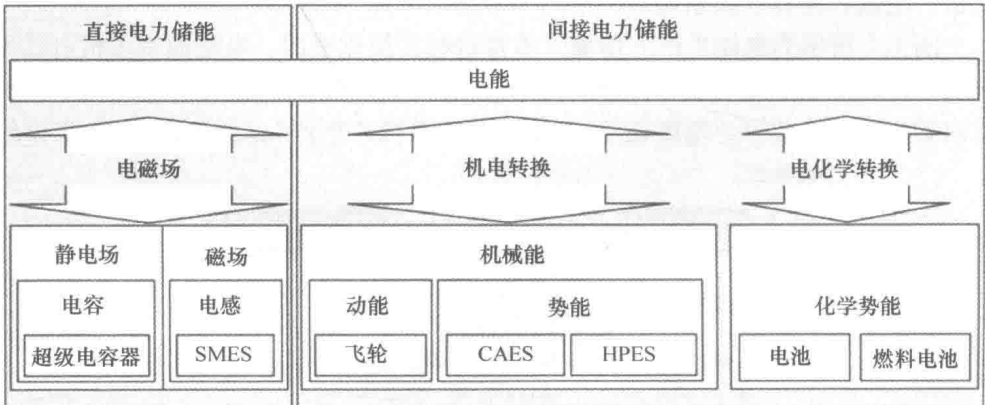 直接电力储能 间接电力储能
电能
电磁场 机电转换 电化学转换
静电场 磁场 机械能
电容 电感 动能 势能 化学势能
超级电容器 SMES 飞轮 CAES HPES 电池 燃料电池